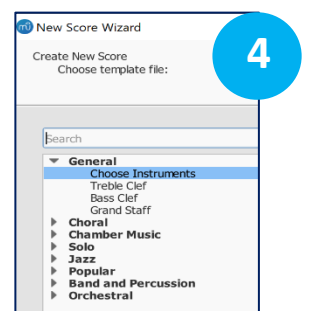 New Score Wizard
4
Create New Score
Choose template file:
Search
General
Choose Instruments
Treble Clef
Bass Clef
Grand Staff
Choral
Chamber Music
Solo
Jazz
Popular
Band and Percussion
Orchestral